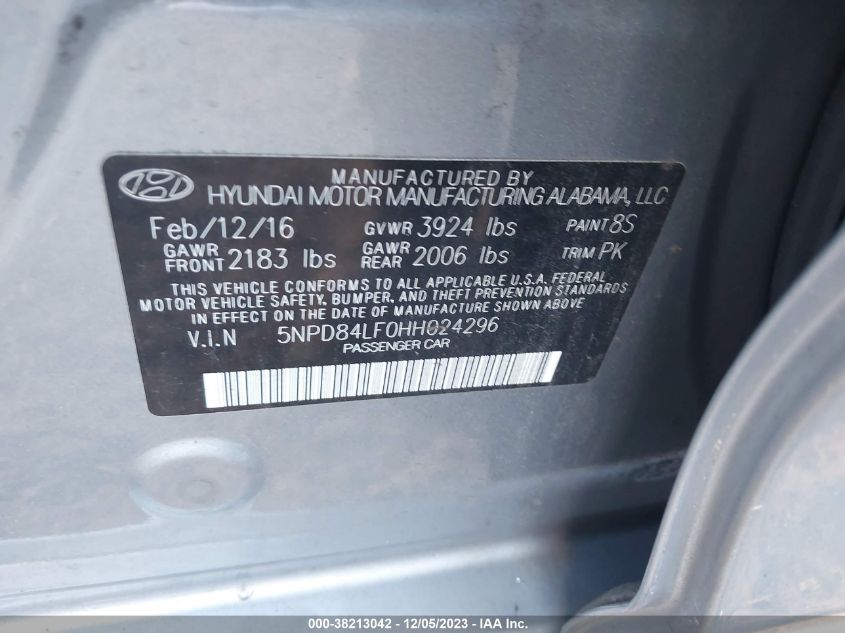 MANUFACTURED BY
HYUNDAI MOTOR MANUFACTURING ALABAMA, LLC
Feb/12/16 GVWR 3924 lbs PAINT 8S
GAWR FRONT 2183 lbs GAWR REAR 2006 lbs TRIM PK
THIS VEHICLE CONFORMS TO ALL APPLICABLE U.S.A. FEDERAL
MOTOR VEHICLE SAFETY, BUMPER, AND THEFT PREVENTION STANDARDS
IN EFFECT ON THE DATE OF MANUFACTURE SHOWN ABOVE.
V.I.N 5NPD84LF0HH024296
PASSENGER CAR
000-38213042 - 12/05/2023 - IAA Inc.